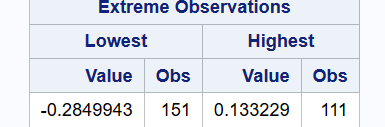 Extreme Observations
Lowest Highest
Value Obs Value Obs
-0.2849943 151 0.133229 111